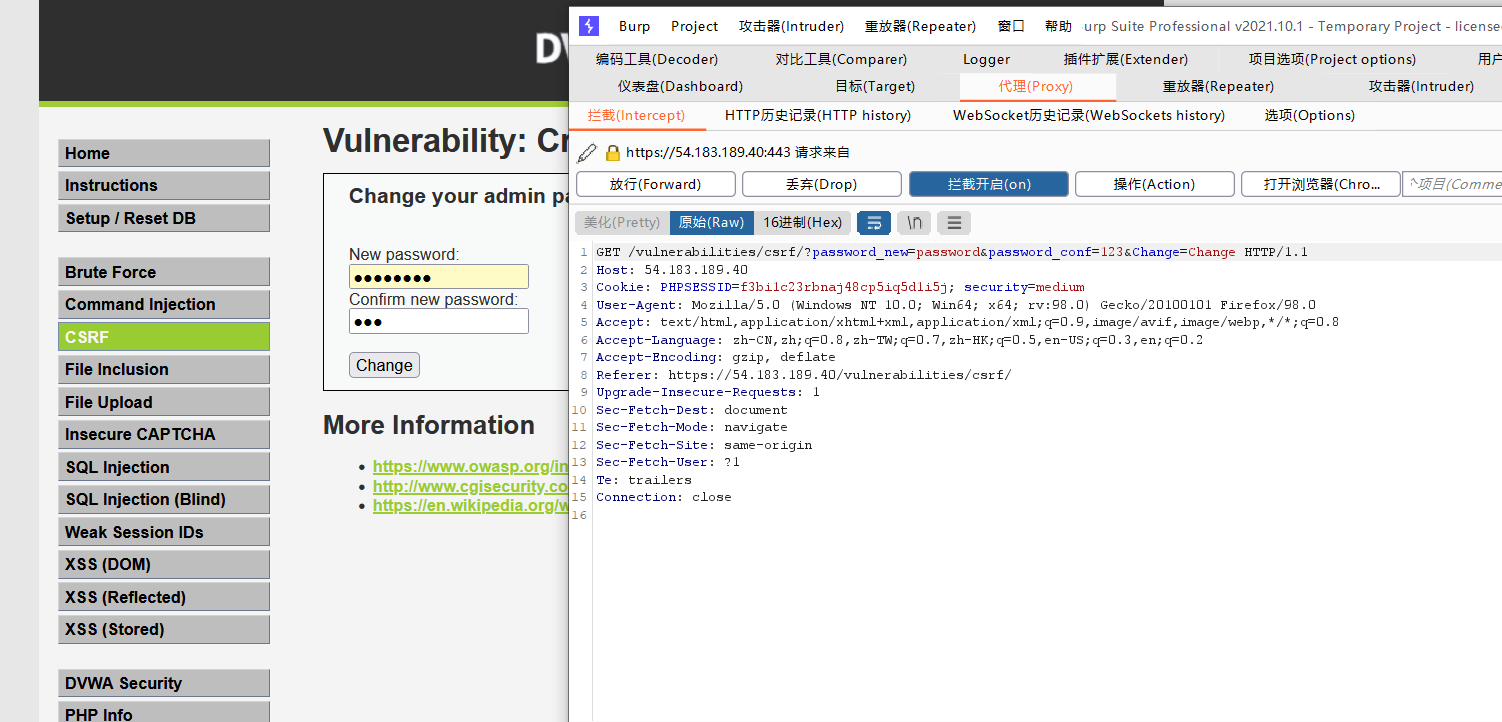 DV
Home
Instructions
Setup / Reset DB
Brute Force
Command Injection
CSRF
File Inclusion
File Upload
Insecure CAPTCHA
SQL Injection
SQL Injection (Blind)
Weak Session IDs
XSS (DOM)
XSS (Reflected)
XSS (Stored)
DVWA Security
PHP Info
Vulnerability: Cr
Change your admin pa
New password:
●●●●●●●●
Confirm new password:
●●●
Change
More Information
https://www.owasp.org/in
http://www.cgisecurity.co
https://en.wikipedia.org/w
Burp Project 攻击器(Intruder) 重放器(Repeater) 窗口 帮助 urp Suite Professional v2021.10.1 - Temporary Project - license
编码工具(Decoder) 对比工具(Comparer) Logger 插件扩展(Extender) 项目选项(Project options) 用户
仪表盘(Dashboard) 目标(Target) 代理(Proxy) 重放器(Repeater) 攻击器(Intruder)
拦截(Intercept) HTTP历史记录(HTTP history) WebSocket历史记录(WebSockets history) 选项(Options)
https://54.183.189.40:443 请求来自
放行(Forward) 丢弃(Drop) 拦截开启(on) 操作(Action) 打开浏览器(Chro... 项目(Comme
美化(Pretty) 原始(Raw) 16进制(Hex) \n
1 GET /vulnerabilities/csrf/?password_new=password&password_conf=123&Change=Change HTTP/1.1
2 Host: 54.183.189.40
3 Cookie: PHPSESSID=f3bi1c23rbnaj48cp5iq5d1i5j; security=medium
4 User-Agent: Mozilla/5.0 (Windows NT 10.0; Win64; x64; rv:98.0) Gecko/20100101 Firefox/98.0
5 Accept: text/html,application/xhtml+xml,application/xml;q=0.9,image/avif,image/webp,*/*;q=0.8
6 Accept-Language: zh-CN,zh;q=0.8,zh-TW;q=0.7,zh-HK;q=0.5,en-US;q=0.3,en;q=0.2
7 Accept-Encoding: gzip, deflate
8 Referer: https://54.183.189.40/vulnerabilities/csrf/
9 Upgrade-Insecure-Requests: 1
10 Sec-Fetch-Dest: document
11 Sec-Fetch-Mode: navigate
12 Sec-Fetch-Site: same-origin
13 Sec-Fetch-User: ?1
14 Te: trailers
15 Connection: close
16